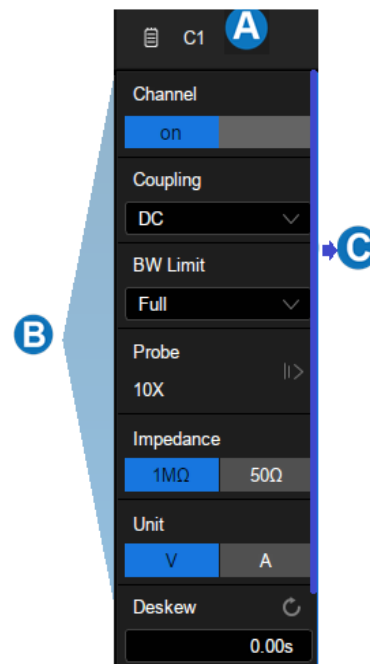 C1 A
Channel
on
Coupling
DC
C
BW Limit
Full
B
Probe
10X
Impedance
1MΩ 50Ω
Unit
V A
Deskew
0.00s